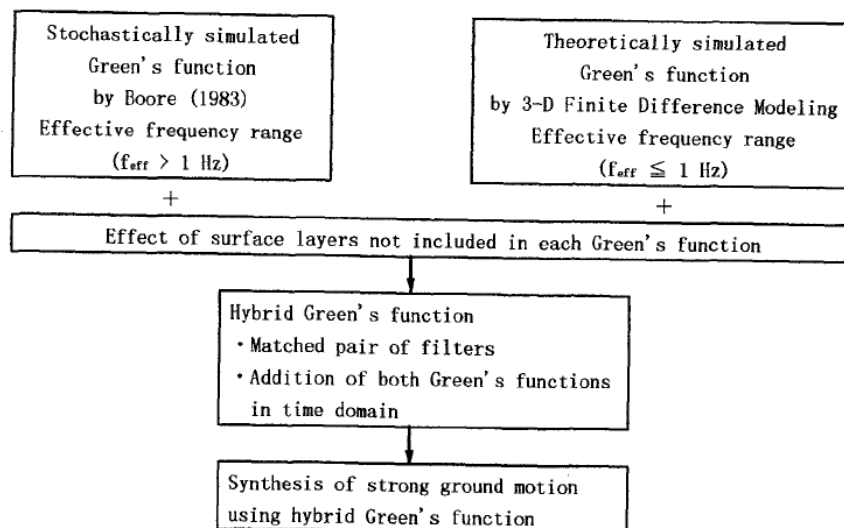 Stochastically simulated
Green's function
by Boore (1983)
Effective frequency range
(feff > 1 Hz)
Theoretically simulated
Green's function
by 3-D Finite Difference Modeling
Effective frequency range
(feff ≦ 1 Hz)
+
+
Effect of surface layers not included in each Green's function
Hybrid Green's function
・Matched pair of filters
・Addition of both Green's functions
in time domain
Synthesis of strong ground motion
using hybrid Green's function